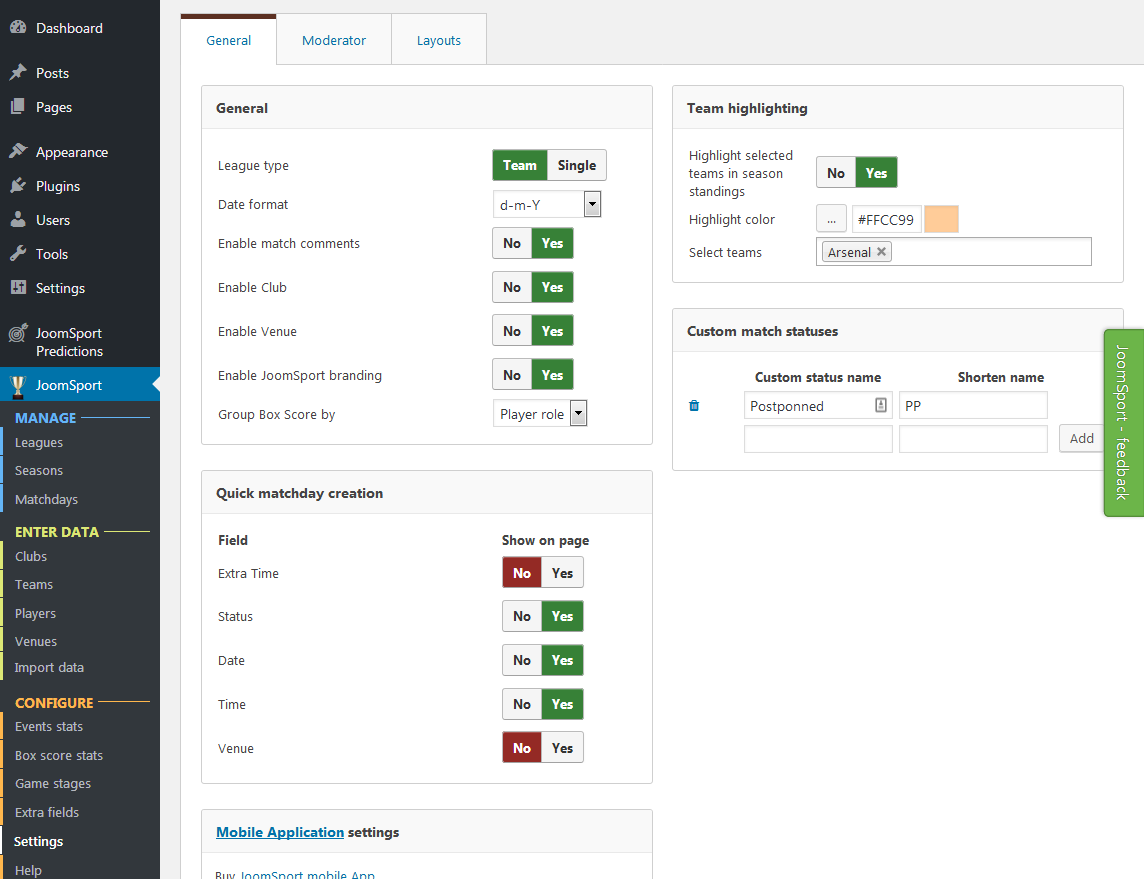 Dashboard
Posts
Pages
Appearance
Plugins
Users
Tools
Settings
JoomSport
Predictions
JoomSport
MANAGE
Leagues
Seasons
Matchdays
ENTER DATA
Clubs
Teams
Players
Venues
Import data
CONFIGURE
Events stats
Box score stats
Game stages
Extra fields
Settings
Help
General Moderator Layouts
General
League type Team Single
Date format d-m-Y
Enable match comments No Yes
Enable Club No Yes
Enable Venue No Yes
Enable JoomSport branding No Yes
Group Box Score by Player role
Quick matchday creation
Field Show on page
Extra Time No Yes
Status No Yes
Date No Yes
Time No Yes
Venue No Yes
Mobile Application settings
Buy JoomSport mobile App
Team highlighting
Highlight selected
teams in season
standings
No Yes
Highlight color ... #FFCC99
Select teams Arsenal
Custom match statuses
Custom status name Shorten name
Postponned PP
Add
JoomSport - feedback